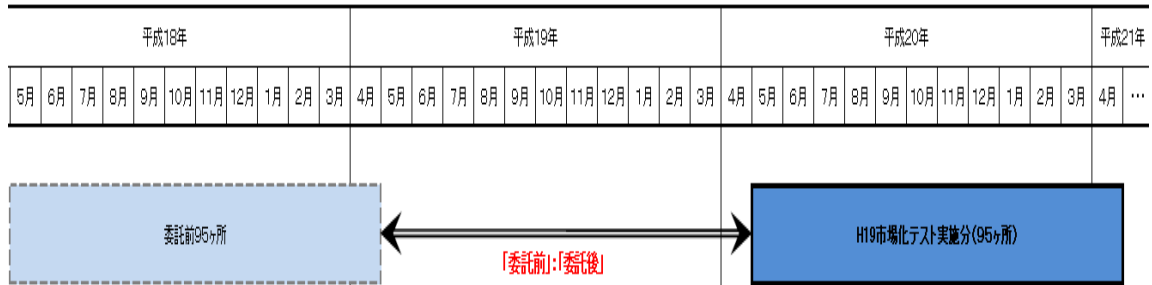 平成18年 平成19年 平成20年 平成21年
5月 6月 7月 8月 9月 10月 11月 12月 1月 2月 3月 4月 5月 6月 7月 8月 9月 10月 11月 12月 1月 2月 3月 4月 5月 6月 7月 8月 9月 10月 11月 12月 1月 2月 3月 4月 …
委託前95ヶ所 H19市場化テスト実施分(95ヶ所)
「委託前」:「委託後」